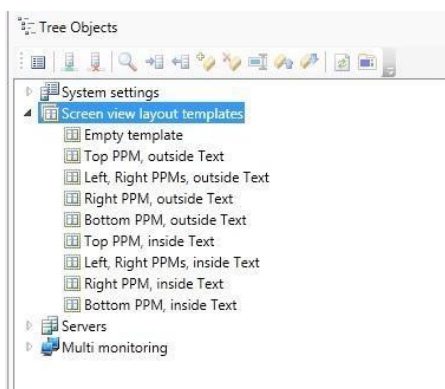 Tree Objects
System settings
Screen view layout templates
Empty template
Top PPM, outside Text
Left, Right PPMs, outside Text
Right PPM, outside Text
Bottom PPM, outside Text
Top PPM, inside Text
Left, Right PPMs, inside Text
Right PPM, inside Text
Bottom PPM, inside Text
Servers
Multi monitoring